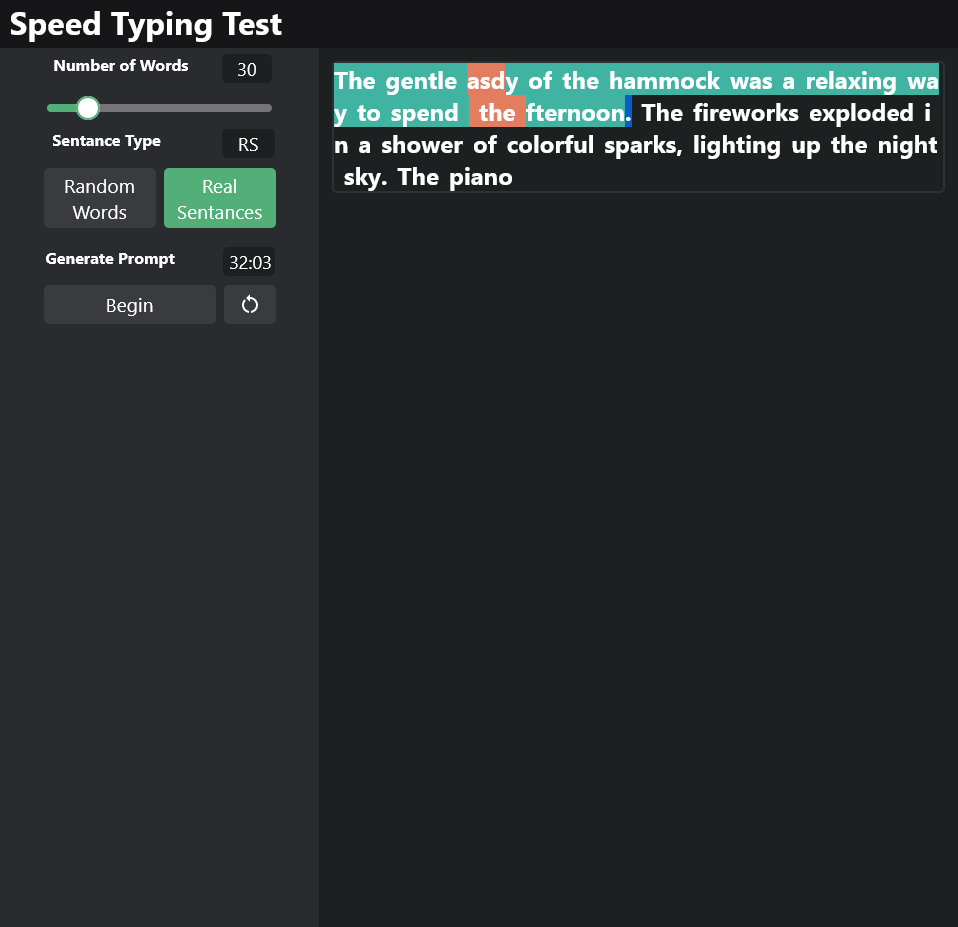 Speed Typing Test
Number of Words
30
Sentance Type
RS
Random
Words
Real
Sentances
Generate Prompt
32:03
Begin
The gentle asdy of the hammock was a relaxing wa
y to spend  the fternoon. The fireworks exploded i
n a shower of colorful sparks, lighting up the night
 sky. The piano